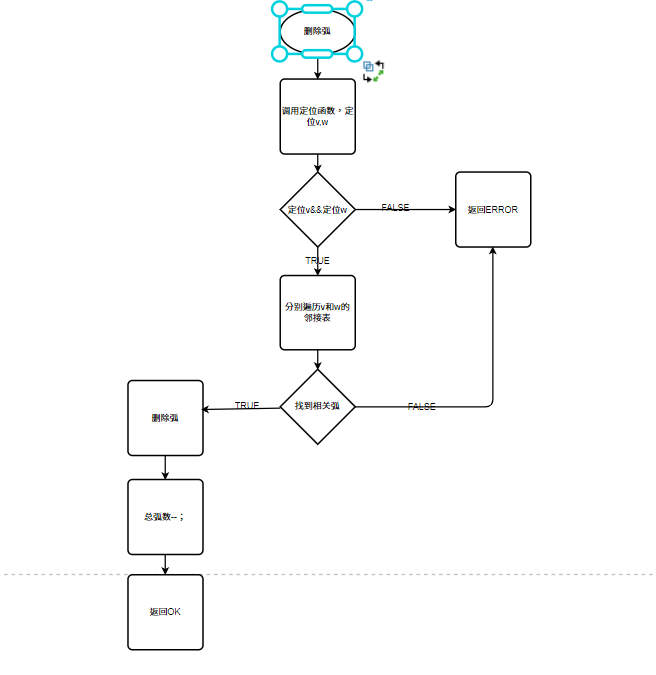 删除弧
调用定位函数，定
位v,w
定位v&&定位w
FALSE
返回ERROR
TRUE
分别遍历v和w的
邻接表
找到相关弧
TRUE
FALSE
删除弧
总弧数--；
返回OK